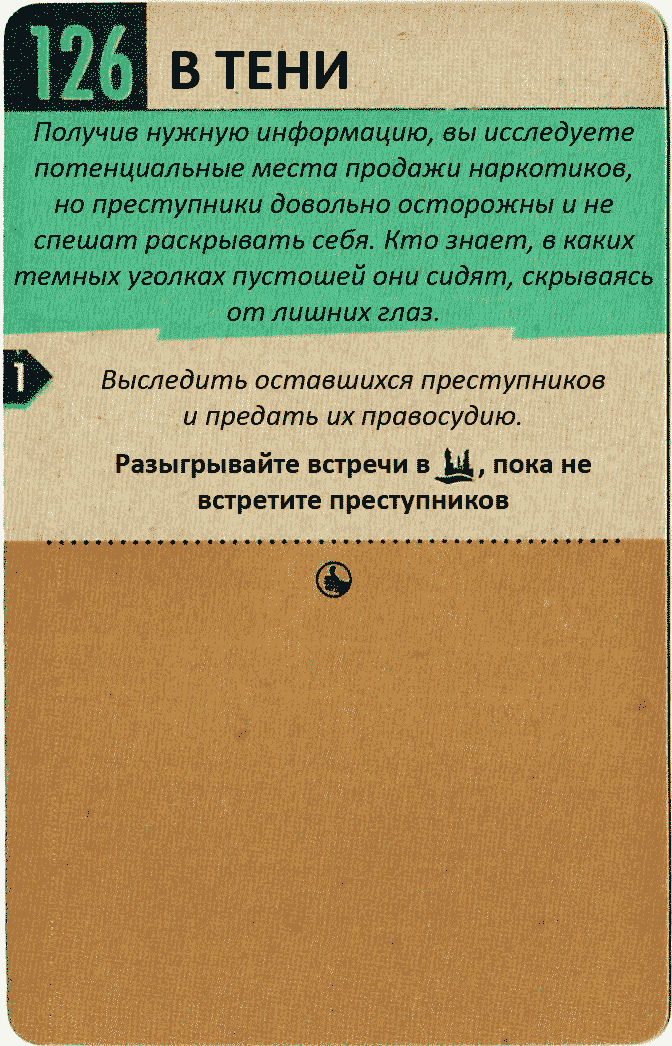 126 В ТЕНИ
Получив нужную информацию, вы исследуете
потенциальные места продажи наркотиков,
но преступники довольно осторожны и не
спешат раскрывать себя. Кто знает, в каких
темных уголках пустошей они сидят, скрываясь
от лишних глаз.
1
Выследить оставшихся преступников
и предать их правосудию.
Разыгрывайте встречи в , пока не
встретите преступников